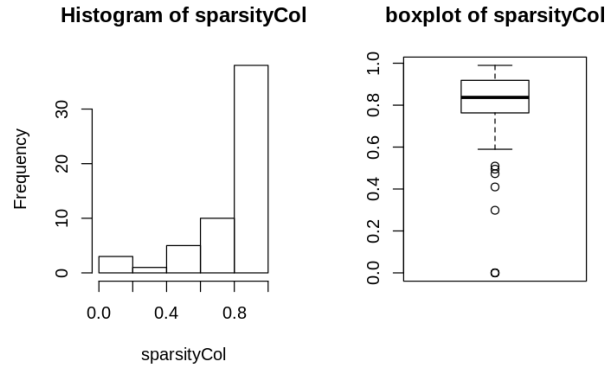 Histogram of sparsityCol
Frequency
0 10 20 30
0.0 0.4 0.8
sparsityCol
boxplot of sparsityCol
0.0 0.2 0.4 0.6 0.8 1.0